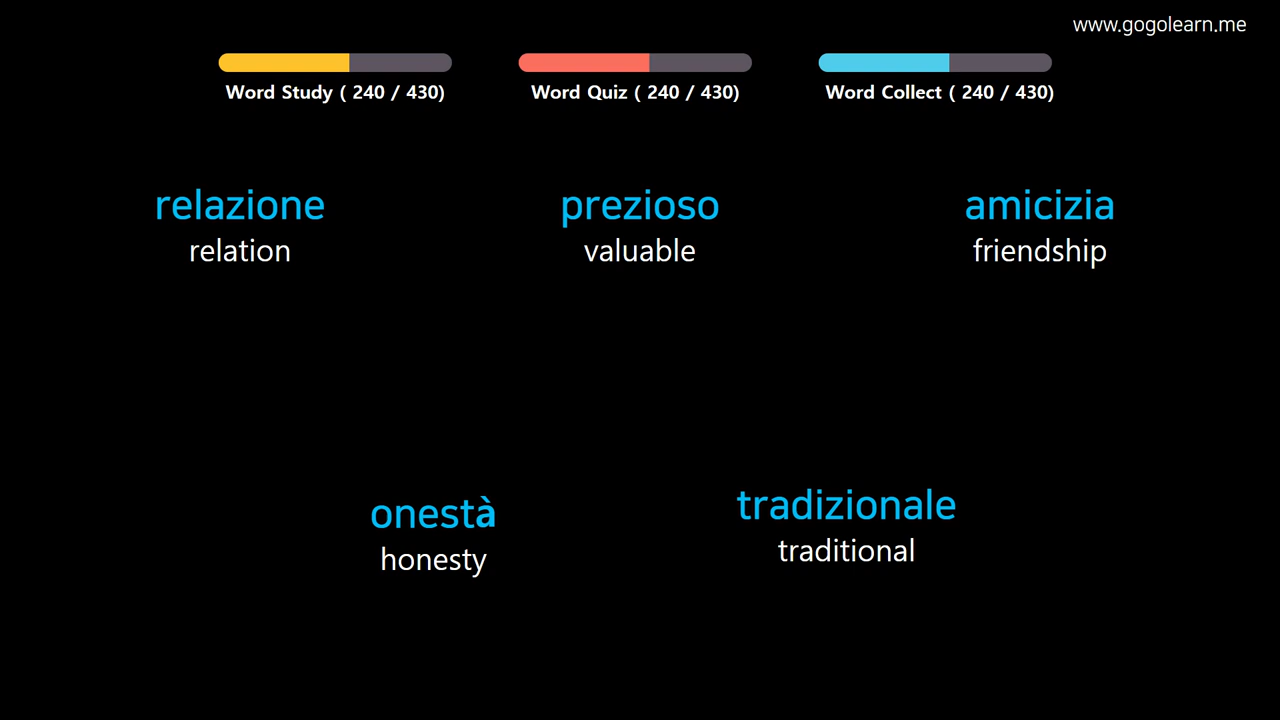 www.gogolearn.me
Word Study ( 240 / 430)
Word Quiz ( 240 / 430)
Word Collect ( 240 / 430)
relazione
relation
prezioso
valuable
amicizia
friendship
onestà
honesty
tradizionale
traditional